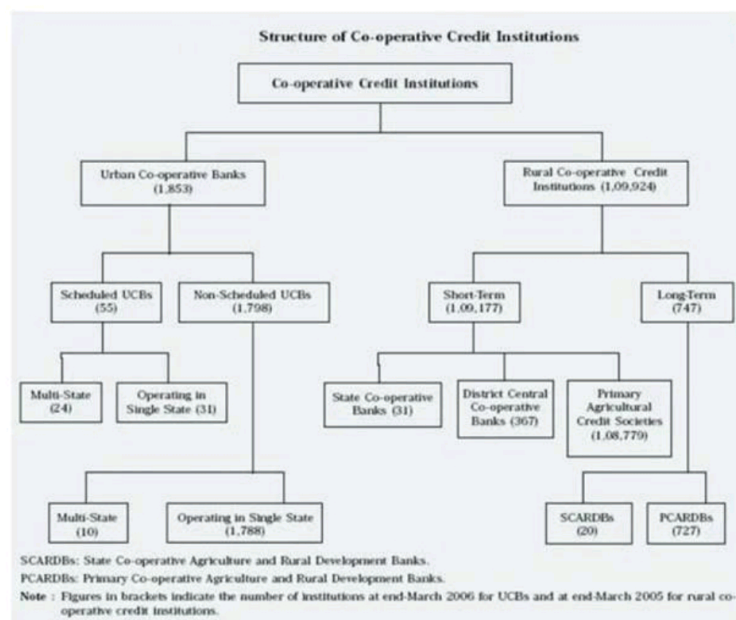 Structure of Co-operative Credit Institutions
Co-operative Credit Institutions
Urban Co-operative Banks
(1,853)
Rural Co-operative Credit
Institutions (1,09,924)
Scheduled UCBs
(55)
Non-Scheduled UCBs
(1,798)
Short-Term
(1,09,177)
Long-Term
(747)
Multi-State
(24)
Operating in
Single State (31)
State Co-operative
Banks (31)
District Central
Co-operative
Banks (367)
Primary
Agricultural
Credit Societies
(1,08,779)
Multi-State
(10)
Operating in Single State
(1,788)
SCARDBs
(20)
PCARDBs
(727)
SCARDBs: State Co-operative Agriculture and Rural Development Banks.
PCARDBs: Primary Co-operative Agriculture and Rural Development Banks.
Note : Figures in brackets indicate the number of institutions at end-March 2006 for UCBs and at end-March 2005 for rural co-
operative credit institutions.